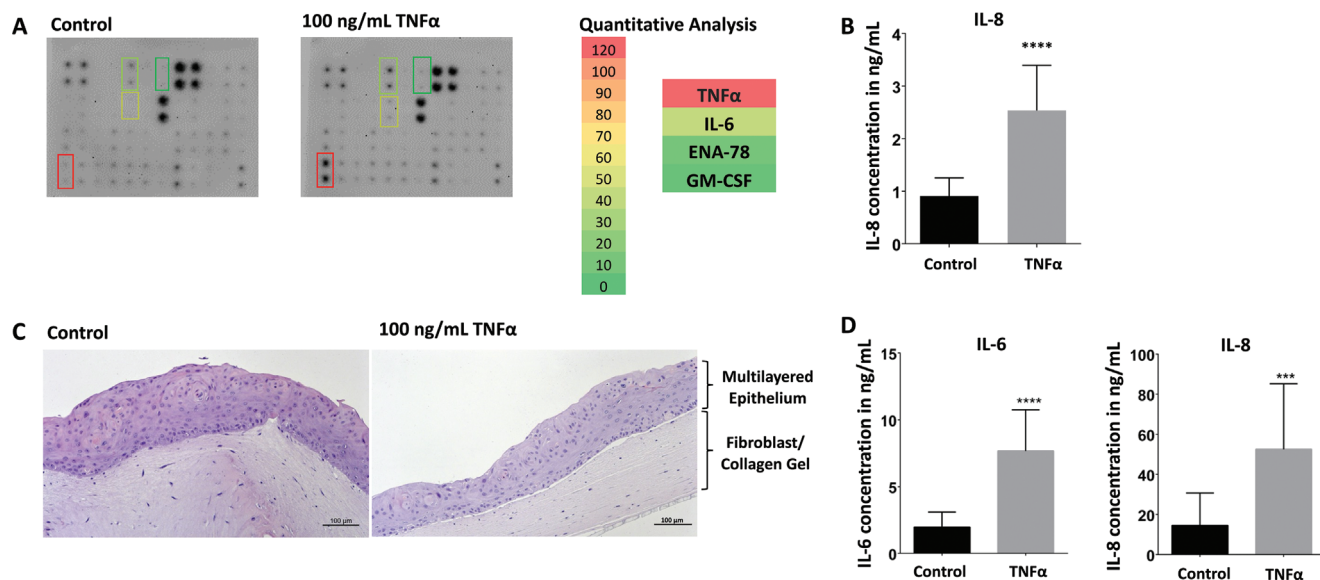 A
Control
100 ng/mL TNFα
Quantitative Analysis
120
100
90
80
70
60
50
40
30
20
10
0
TNFα
IL-6
ENA-78
GM-CSF
B
IL-8
IL-8 concentration in ng/mL
4
3
2
1
0
****
Control
TNFα
C
Control
100 ng/mL TNFα
100 µm
100 µm
Multilayered
Epithelium
Fibroblast/
Collagen Gel
D
IL-6
IL-6 concentration in ng/mL
15
10
5
0
****
Control
TNFα
IL-8
IL-8 concentration in ng/mL
100
80
60
40
20
0
***
Control
TNFα